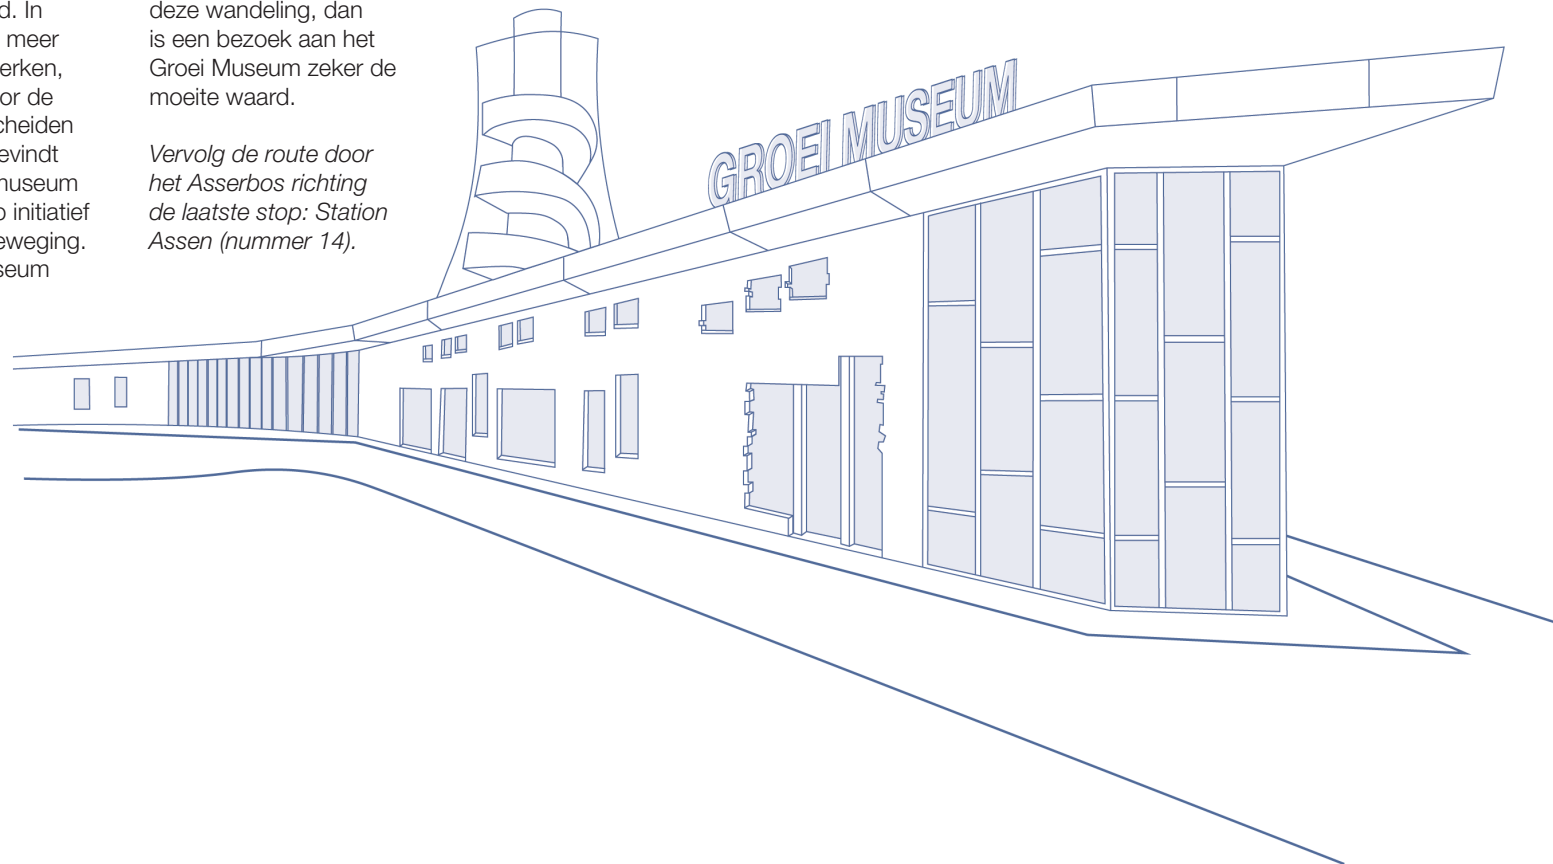 d. In
meer
erken,
or de
cheiden
evindt
museum
o initiatief
eweging.
seum
deze wandeling, dan
is een bezoek aan het
Groei Museum zeker de
moeite waard.
Vervolg de route door
het Asserbos richting
de laatste stop: Station
Assen (nummer 14).
GROEI MUSEUM